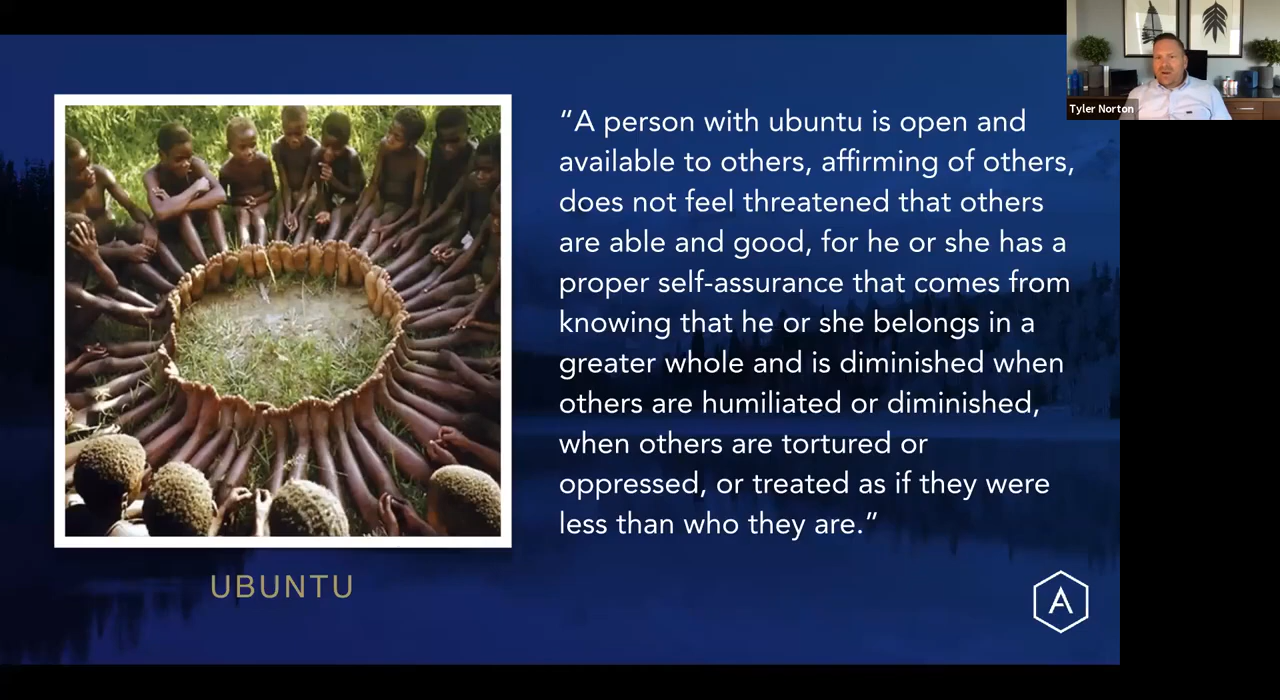 Tyler Norton
“A person with ubuntu is open and
available to others, affirming of others,
does not feel threatened that others
are able and good, for he or she has a
proper self-assurance that comes from
knowing that he or she belongs in a
greater whole and is diminished when
others are humiliated or diminished,
when others are tortured or
oppressed, or treated as if they were
less than who they are.”
UBUNTU
A